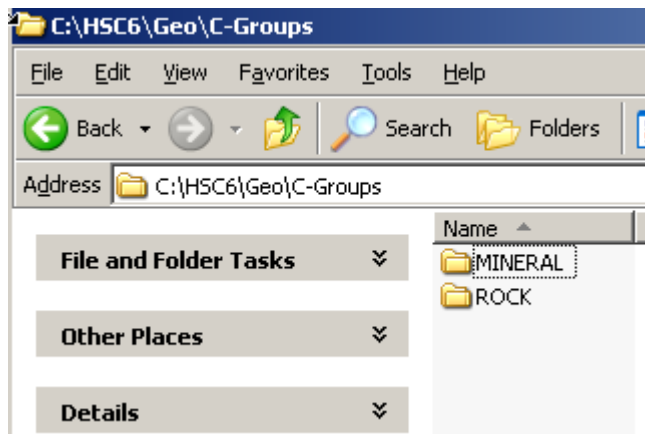 C:\HSC6\Geo\C-Groups
File Edit View Favorites Tools Help
Back Search Folders
Address C:\HSC6\Geo\C-Groups
Name
File and Folder Tasks
MINERAL
ROCK
Other Places
Details